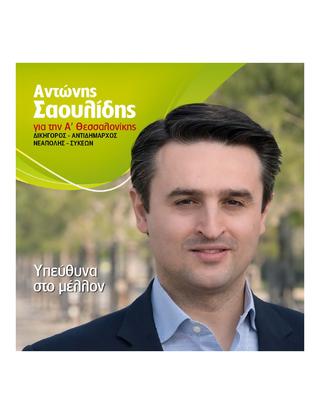 Αντώνης
Σαουλίδης
για την Α' Θεσσαλονίκης
ΔΙΚΗΓΟΡΟΣ - ΑΝΤΙΔΗΜΑΡΧΟΣ
ΝΕΑΠΟΛΗΣ - ΣΥΚΕΩΝ
Υπεύθυνα
στο μέλλον